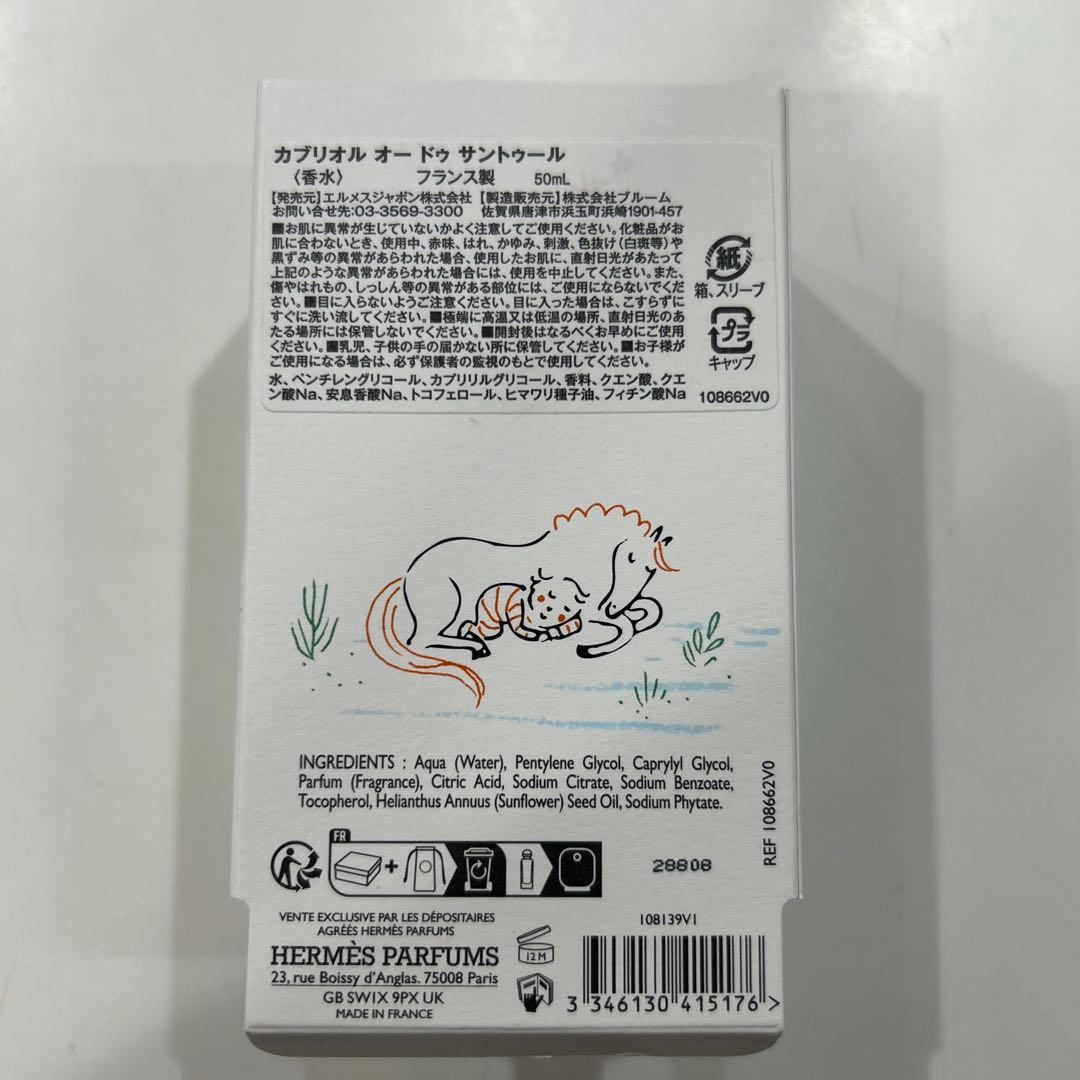 カブリオル オー ドゥ サントゥール
〈香水〉 フランス製 50mL
【発売元】エルメスジャポン株式会社 【製造販売元】株式会社ブルーム
お問い合せ先:03-3569-3300 佐賀県唐津市浜玉町浜崎1901-457
■お肌に異常が生じていないかよく注意してご使用ください。化粧品がお
肌に合わないとき、使用中、赤味、はれ、かゆみ、刺激、色抜け(白斑等)や
黒ずみ等の異常があらわれた場合、使用したお肌に、直射日光があたって
上記のような異常があらわれた場合には、使用を中止してください。また、
傷やはれもの、しっしん等の異常がある部位には、ご使用にならないでくだ
さい。■目に入らないようご注意ください。目に入った場合は、こすらずに
すぐに洗い流してください。■極端に高温又は低温の場所、直射日光のあ
たる場所には保管しないでください。■開封後はなるべくお早めにご使用
ください。■乳児、子供の手の届かない所に保管してください。■お子様が
ご使用になる場合は、必ず保護者の監視のもとで使用してください。
水、ペンチレングリコール、カプリリルグリコール、香料、クエン酸、クエ
ン酸Na、安息香酸Na、トコフェロール、ヒマワリ種子油、フィチン酸Na
紙
箱、スリーブ
プラ
キャップ
108662V0
INGREDIENTS : Aqua (Water), Pentylene Glycol, Caprylyl Glycol,
Parfum (Fragrance), Citric Acid, Sodium Citrate, Sodium Benzoate,
Tocopherol, Helianthus Annuus (Sunflower) Seed Oil, Sodium Phytate.
REF 108662V0
FR
+
28808
VENTE EXCLUSIVE PAR LES DÉPOSITAIRES
AGRÉÉS HERMÈS PARFUMS
HERMÈS PARFUMS
23, rue Boissy d'Anglas. 75008 Paris
GB SW1X 9PX UK
MADE IN FRANCE
12 M
108139V1
3 346130 415176 >